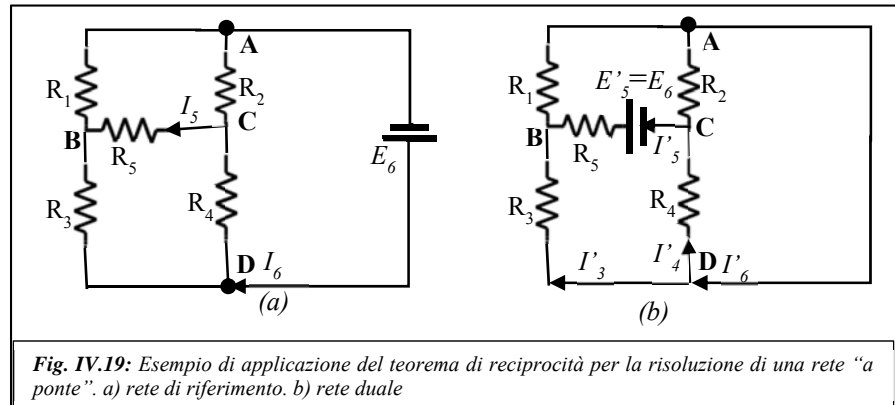 A
A
R1
I5
R2
C
B
R5
E6
R3
R4
D
I6
(a)
R1
E'5=E6
R2
B
C
R5
I'5
R3
R4
I'3
I'4
D
I'6
(b)
Fig. IV.19: Esempio di applicazione del teorema di reciprocità per la risoluzione di una rete “a
ponte”. a) rete di riferimento. b) rete duale